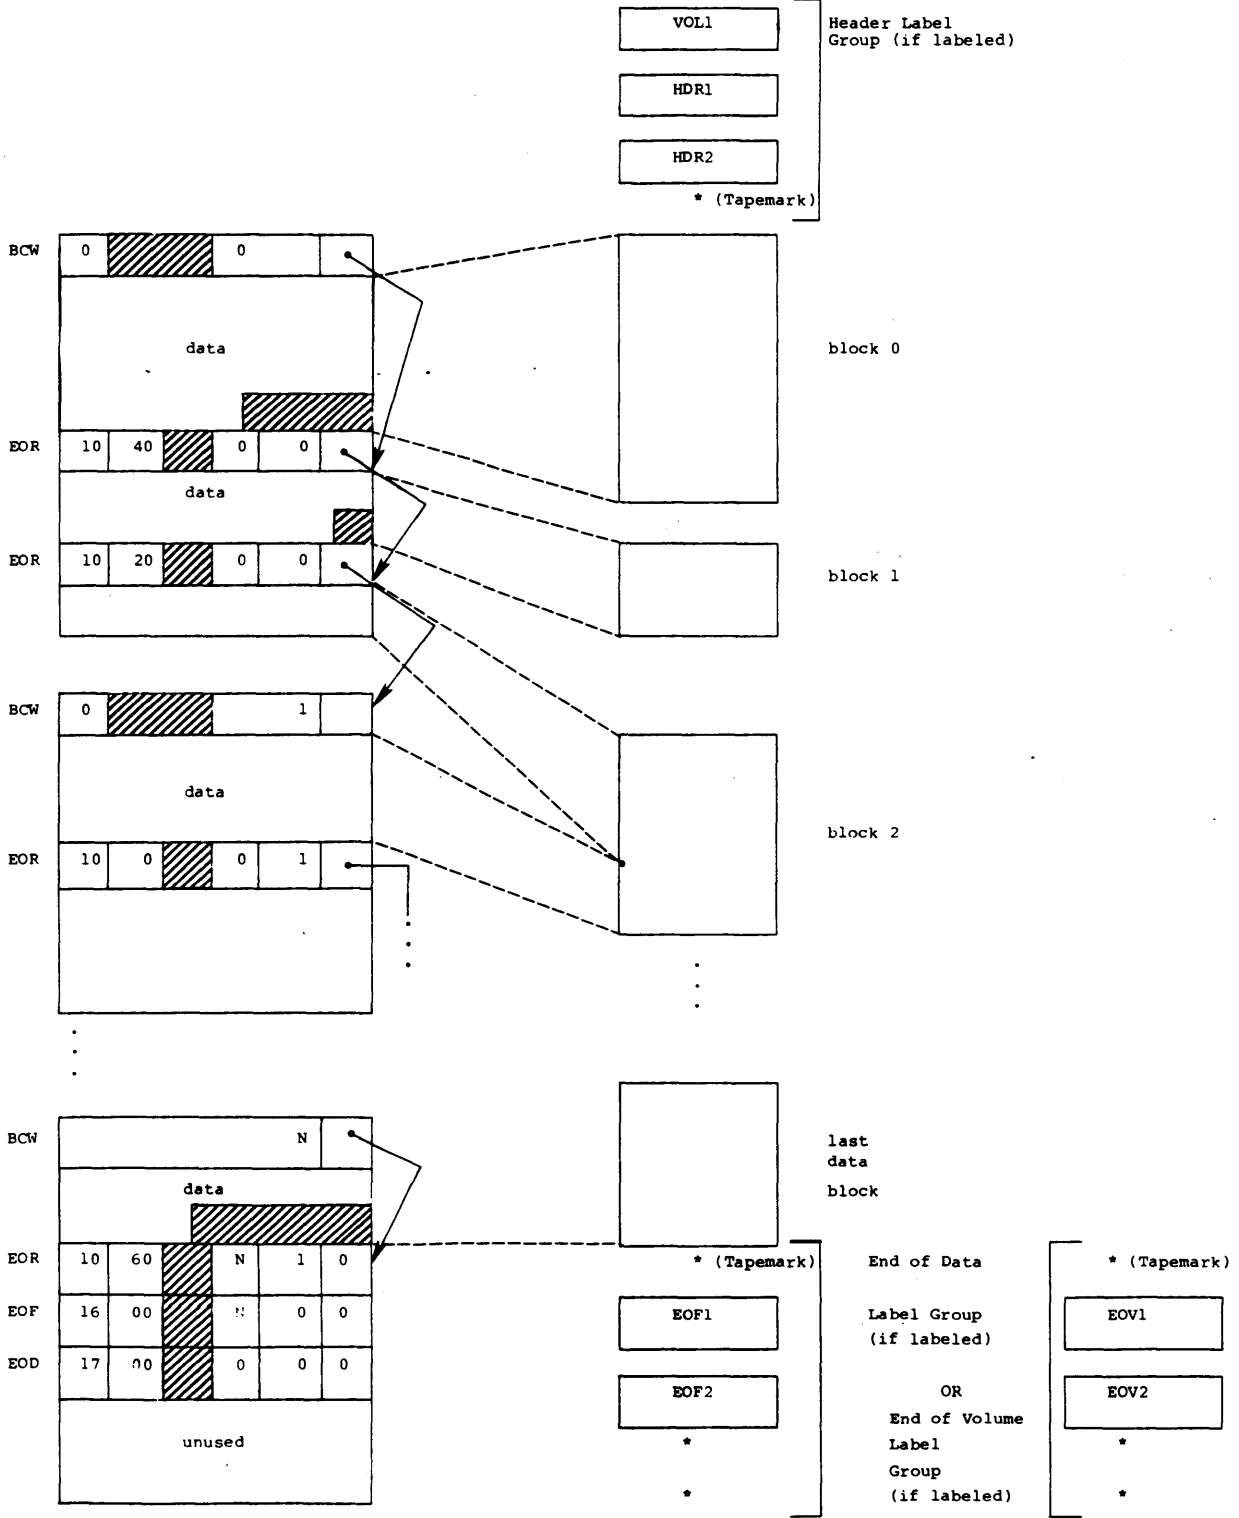 VOL1
Header Label
Group (if labeled)
HDR1
HDR2
* (Tapemark)
BCW 0 0
data
block 0
EOR 10 40 0 0
data
EOR 10 20 0 0
block 1
BCW 0 1
data
block 2
EOR 10 0 0 1
BCW N
last
data
block
data
EOR 10 60 N 1 0
* (Tapemark) End of Data * (Tapemark)
EOF 16 00 N 0 0
EOF1 Label Group EOV1
(if labeled)
EOD 17 00 0 0 0
EOF2 OR EOV2
End of Volume
unused
* Label *
Group
* (if labeled) *